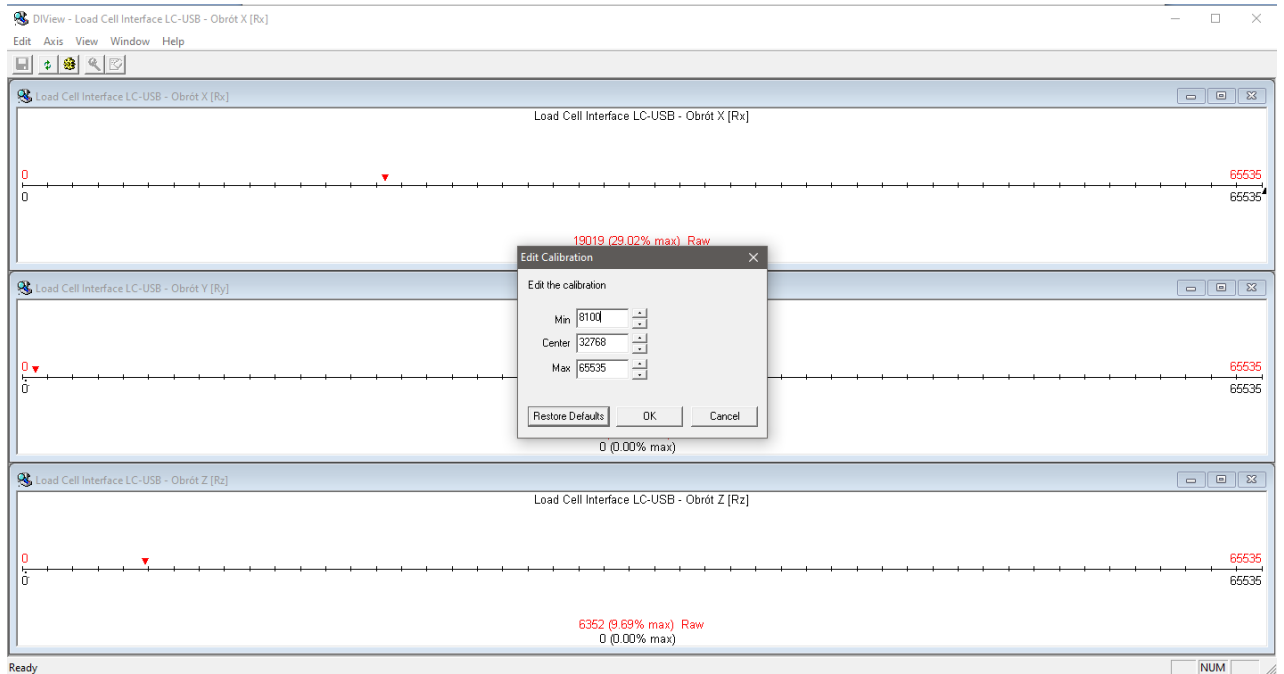 DIView - Load Cell Interface LC-USB - Obrót X [Rx]
Edit Axis View Window Help
Load Cell Interface LC-USB - Obrót X [Rx]
Load Cell Interface LC-USB - Obrót X [Rx]
0 65535
0 65535
19019 (29.02% max) Raw
Edit Calibration
Edit the calibration
Min 8100
Center 32768
Max 65535
Restore Defaults OK Cancel
Load Cell Interface LC-USB - Obrót Y [Ry]
0 65535
0 65535
0 (0.00% max)
Load Cell Interface LC-USB - Obrót Z [Rz]
Load Cell Interface LC-USB - Obrót Z [Rz]
0 65535
0 65535
6352 (9.69% max) Raw
0 (0.00% max)
Ready NUM